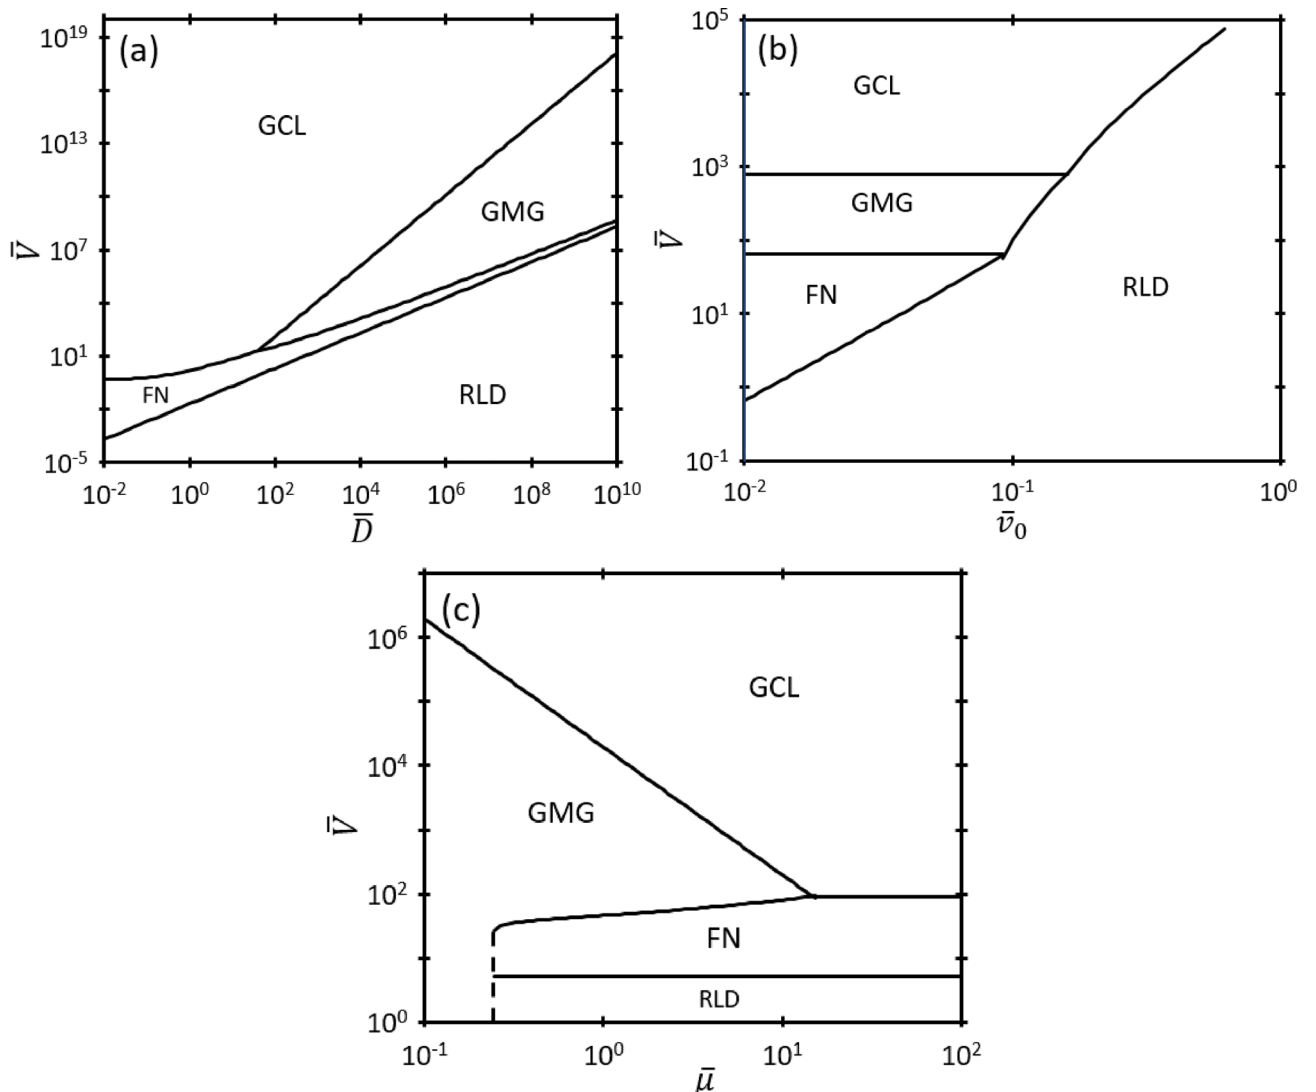 (a)
10^19
10^13
10^7
10^1
10^-5
V̅
GCL
GMG
FN
RLD
10^-2 10^0 10^2 10^4 10^6 10^8 10^10
D̅
(b)
10^5
10^3
10^1
10^-1
V̅
GCL
GMG
FN
RLD
10^-2 10^-1 10^0
v̅₀
(c)
10^6
10^4
10^2
10^0
V̅
GCL
GMG
FN
RLD
10^-1 10^0 10^1 10^2
μ̅